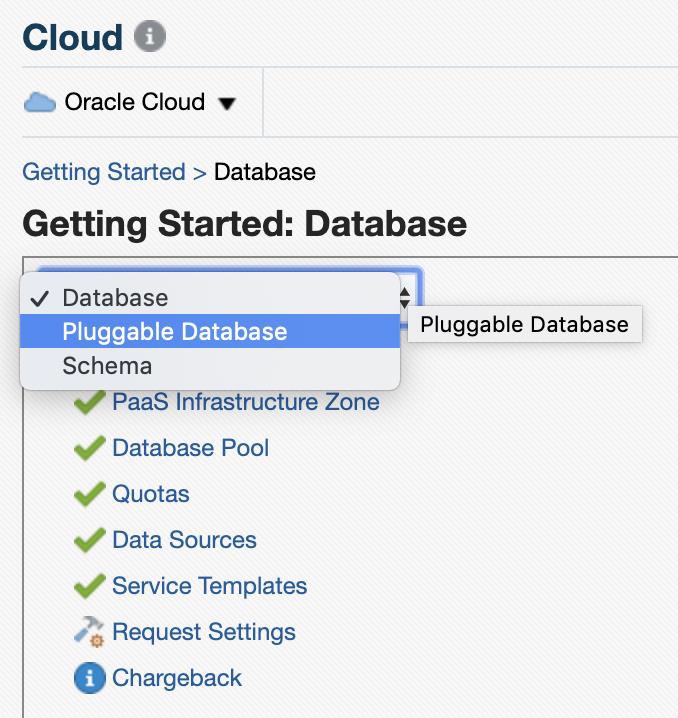 Cloud
Oracle Cloud
Getting Started > Database
Getting Started: Database
Database
Pluggable Database
Pluggable Database
Schema
PaaS Infrastructure Zone
Database Pool
Quotas
Data Sources
Service Templates
Request Settings
Chargeback